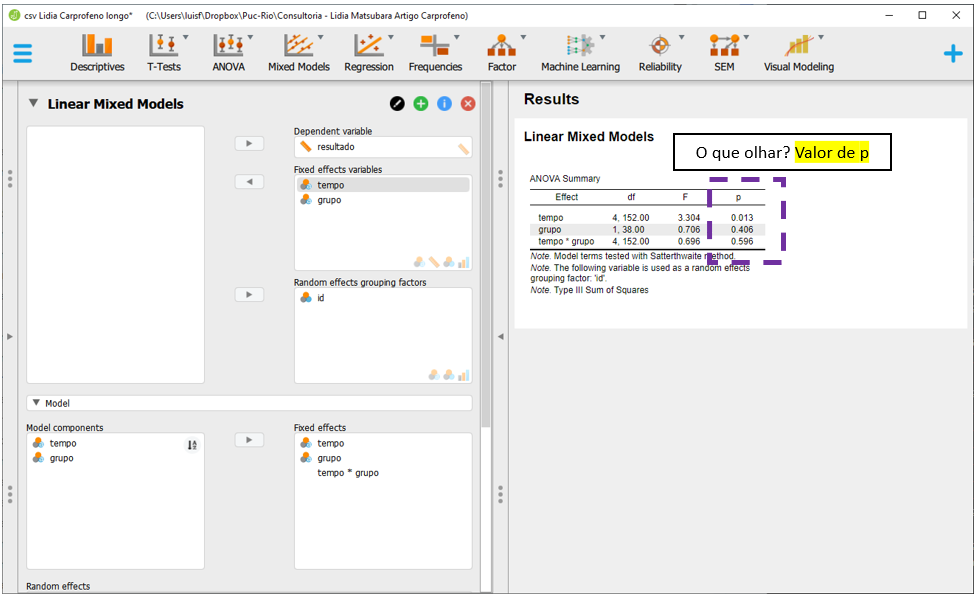 csv Lidia Carprofeno longo* (C:\Users\luisf\Dropbox\Puc-Rio\Consultoria - Lidia Matsubara Artigo Carprofeno)
Descriptives T-Tests ANOVA Mixed Models Regression Frequencies Factor Machine Learning Reliability SEM Visual Modeling
Linear Mixed Models
Dependent variable
resultado
Fixed effects variables
tempo
grupo
Random effects grouping factors
id
Model
Model components
tempo
grupo
Fixed effects
tempo
grupo
tempo * grupo
Random effects
Results
Linear Mixed Models
O que olhar? Valor de p
ANOVA Summary
Effect df F p
tempo 4, 152.00 3.304 0.013
grupo 1, 38.00 0.706 0.406
tempo * grupo 4, 152.00 0.696 0.596
Note. Model terms tested with Satterthwaite method.
Note. The following variable is used as a random effects
grouping factor: 'id'.
Note. Type III Sum of Squares